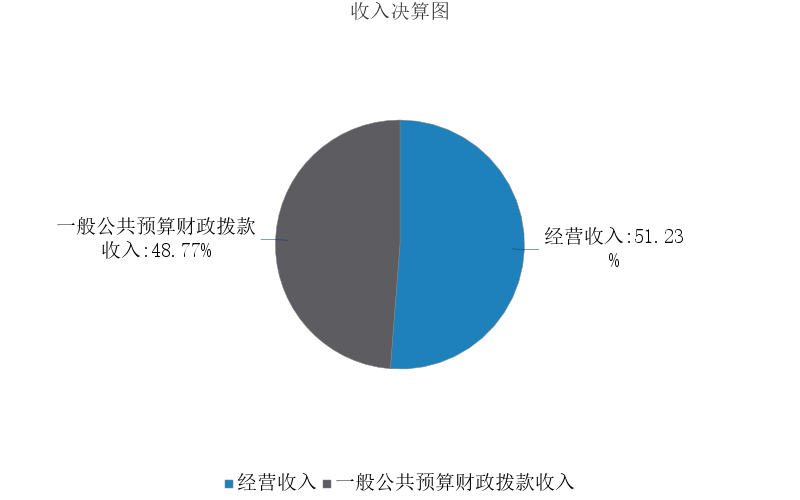 收入决算图
一般公共预算财政拨款
收入:48.77%
经营收入:51.23
%
经营收入 一般公共预算财政拨款收入